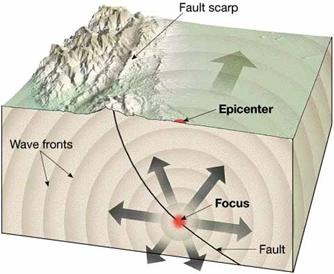 Fault scarp
Epicenter
Wave fronts
Focus
Fault